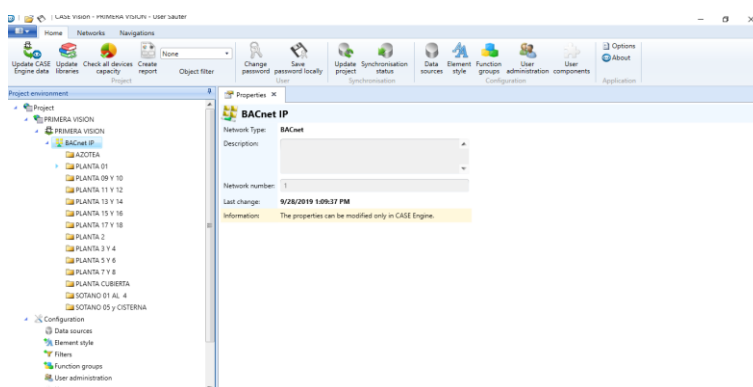 CASE Vision - PRIMERA VISION - User Sauter
Home Networks Navigations
Update CASE Engine data
Update libraries
Check all devices capacity
Create report
None
Object filter
Project
Change password
Save password locally
User
Update project
Synchronisation status
Synchronisation
Data sources
Element style
Function groups
User administration
User components
Configuration
Options
About
Application
Project environment
Project
PRIMERA VISION
PRIMERA VISION
BACnet IP
AZOTEA
PLANTA 01
PLANTA 09 Y 10
PLANTA 11 Y 12
PLANTA 13 Y 14
PLANTA 15 Y 16
PLANTA 17 Y 18
PLANTA 2
PLANTA 3 Y 4
PLANTA 5 Y 6
PLANTA 7 Y 8
PLANTA CUBIERTA
SOTANO 01 AL 4
SOTANO 05 y CISTERNA
Configuration
Data sources
Element style
Filters
Function groups
User administration
Properties
BACnet IP
Network Type: BACnet
Description:
Network number: 1
Last change: 9/28/2019 1:09:37 PM
Information: The properties can be modified only in CASE Engine.